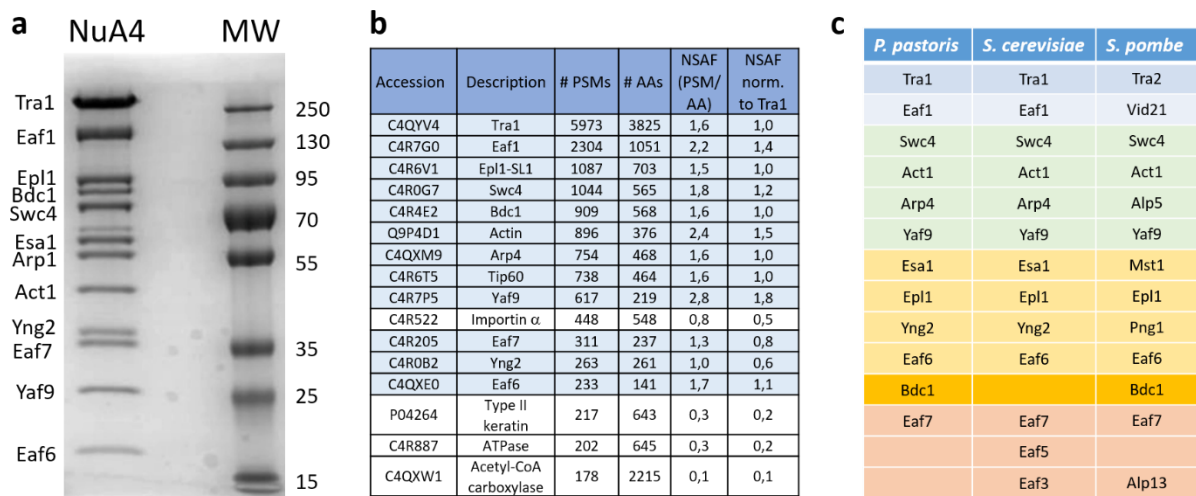 a
NuA4 MW
Tra1
Eaf1
Epl1
Bdc1
Swc4
Esa1
Arp1
Act1
Yng2
Eaf7
Yaf9
Eaf6
250
130
95
70
55
35
25
15
b
Accession Description # PSMs # AAs NSAF (PSM/ AA) NSAF norm. to Tra1
C4QYV4 Tra1 5973 3825 1,6 1,0
C4R7G0 Eaf1 2304 1051 2,2 1,4
C4R6V1 Epl1-SL1 1087 703 1,5 1,0
C4R0G7 Swc4 1044 565 1,8 1,2
C4R4E2 Bdc1 909 568 1,6 1,0
Q9P4D1 Actin 896 376 2,4 1,5
C4QXM9 Arp4 754 468 1,6 1,0
C4R6T5 Tip60 738 464 1,6 1,0
C4R7P5 Yaf9 617 219 2,8 1,8
C4R522 Importin α 448 548 0,8 0,5
C4R205 Eaf7 311 237 1,3 0,8
C4R0B2 Yng2 263 261 1,0 0,6
C4QXE0 Eaf6 233 141 1,7 1,1
P04264 Type II keratin 217 643 0,3 0,2
C4R887 ATPase 202 645 0,3 0,2
C4QXW1 Acetyl-CoA carboxylase 178 2215 0,1 0,1
c
P. pastoris S. cerevisiae S. pombe
Tra1 Tra1 Tra2
Eaf1 Eaf1 Vid21
Swc4 Swc4 Swc4
Act1 Act1 Act1
Arp4 Arp4 Alp5
Yaf9 Yaf9 Yaf9
Esa1 Esa1 Mst1
Epl1 Epl1 Epl1
Yng2 Yng2 Png1
Eaf6 Eaf6 Eaf6
Bdc1 Bdc1
Eaf7 Eaf7 Eaf7
Eaf5
Eaf3 Alp13